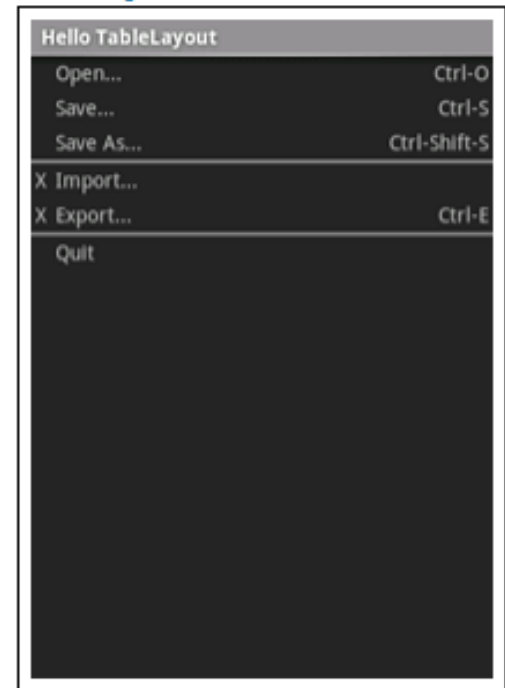 Hello TableLayout
Open... Ctrl-O
Save... Ctrl-S
Save As... Ctrl-Shift-S
X Import...
X Export... Ctrl-E
Quit